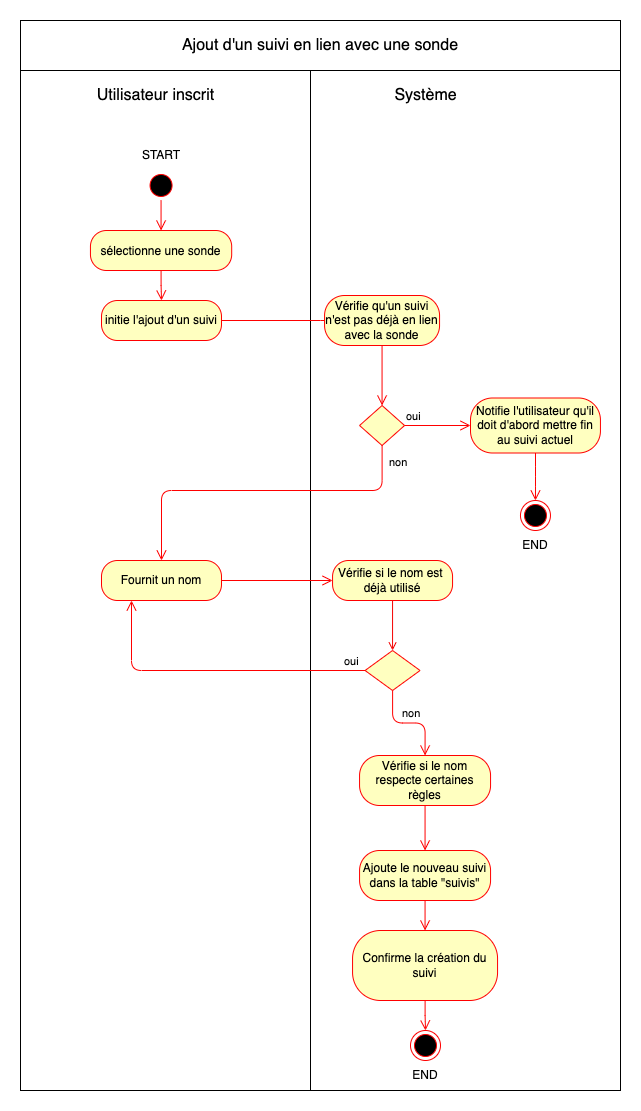 Ajout d'un suivi en lien avec une sonde
Utilisateur inscrit
Système
START
sélectionne une sonde
initie l'ajout d'un suivi
Vérifie qu'un suivi
n'est pas déjà en lien
avec la sonde
oui
Notifie l'utilisateur qu'il
doit d'abord mettre fin
au suivi actuel
non
END
Fournit un nom
Vérifie si le nom est
déjà utilisé
oui
non
Vérifie si le nom
respecte certaines
règles
Ajoute le nouveau suivi
dans la table "suivis"
Confirme la création du
suivi
END